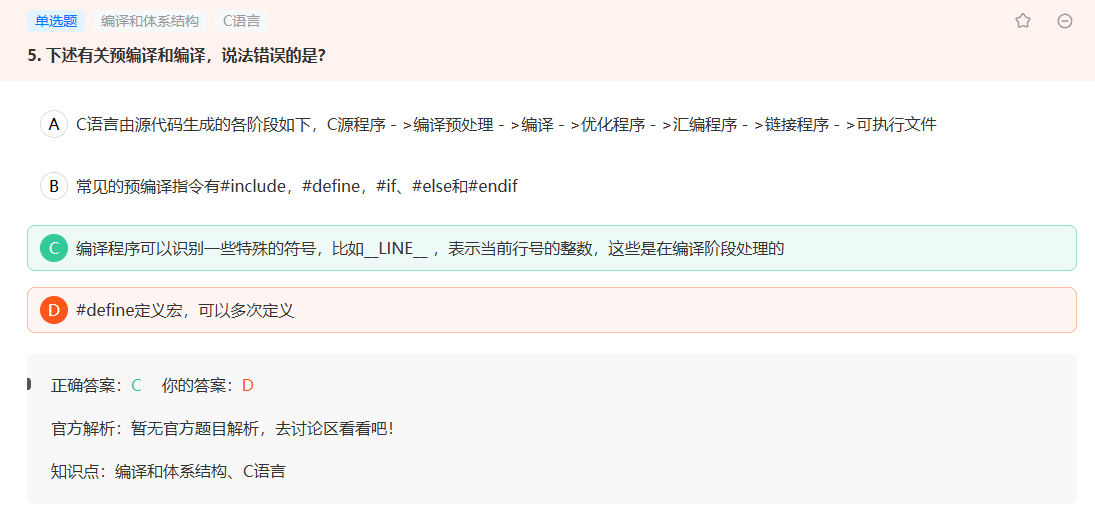 单选题 编译和体系结构 C语言
5. 下述有关预编译和编译，说法错误的是？
A C语言由源代码生成的各阶段如下，C源程序－>编译预处理－>编译－>优化程序－>汇编程序－>链接程序－>可执行文件
B 常见的预编译指令有#include，#define，#if、#else和#endif
C 编译程序可以识别一些特殊的符号，比如__LINE__ ，表示当前行号的整数，这些是在编译阶段处理的
D #define定义宏，可以多次定义
正确答案：C 你的答案：D
官方解析：暂无官方题目解析，去讨论区看看吧！
知识点：编译和体系结构、C语言